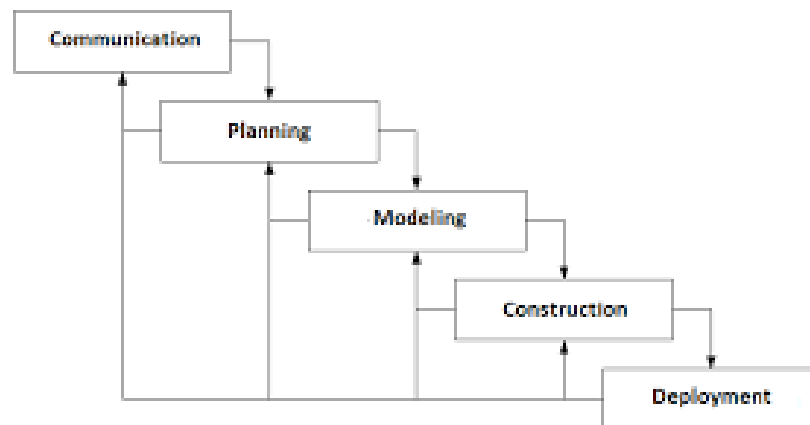 Communication
Planning
Modeling
Construction
Deployment